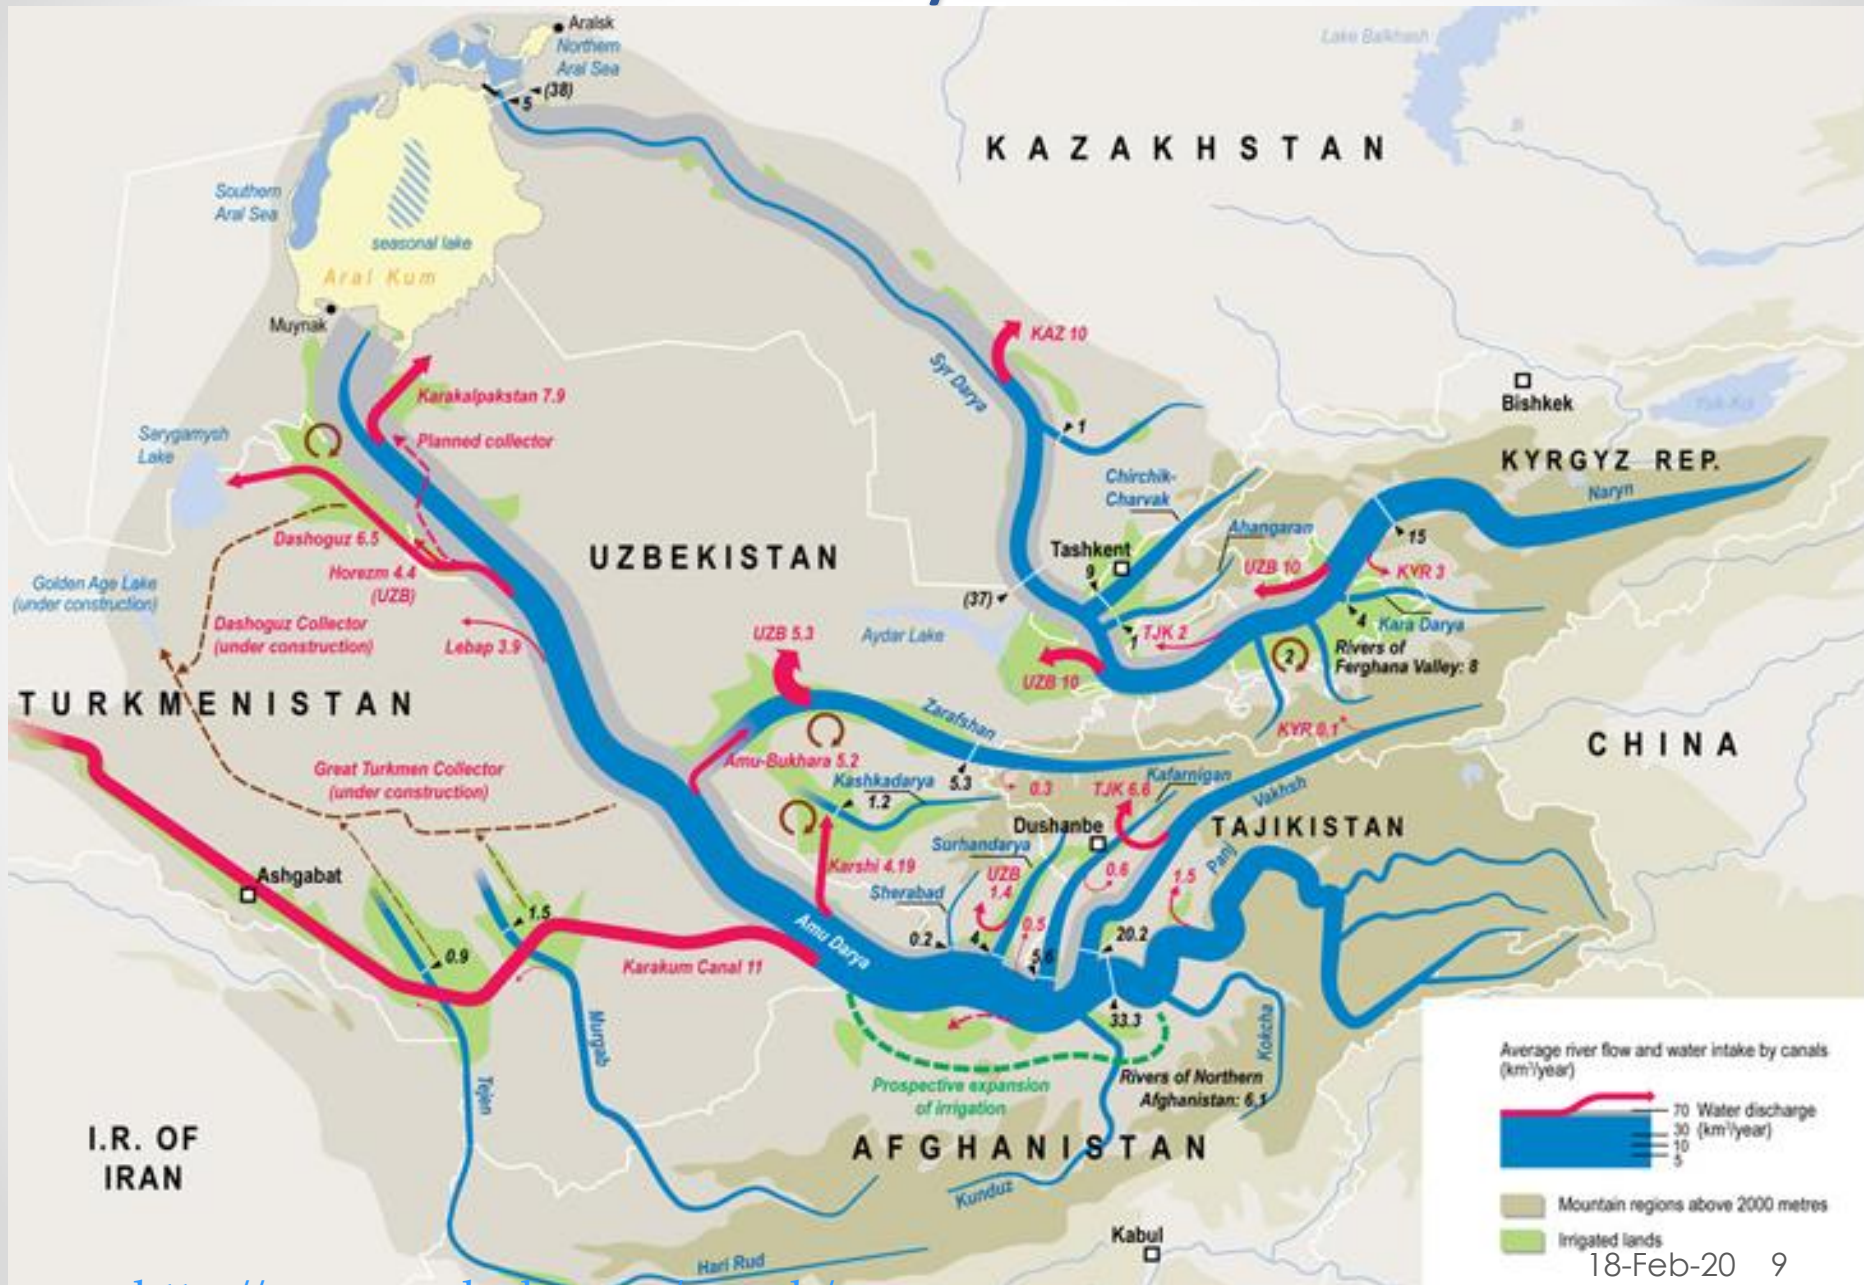 Aralsk
Northern
Aral Sea
(38)
5
Lake Balkhash
KAZAKHSTAN
Southern
Aral Sea
seasonal lake
Aral Kum
Muynak
KAZ 10
Syr Darya
Karakalpakstan 7.9
Planned collector
Bishkek
1
Sarygamysh
Lake
KYRGYZ REP.
Naryn
Chirchik-
Charvak
Ahangaran
15
Dashoguz 6.5
UZBEKISTAN
Tashkent
9
UZB 10
KYR 3
Horezm 4.4
(UZB)
Golden Age Lake
(under construction)
(37)
Dashoguz Collector
(under construction)
Lebap 3.9
UZB 5.3
Aydar Lake
1
TJK 2
4
Kara Darya
2
Rivers of
Ferghana Valley: 8
UZB 10
TURKMENISTAN
Zarafshan
KYR 0,1
CHINA
Great Turkmen Collector
(under construction)
Amu-Bukhara 5.2
Kashkadarya
5.3
1.2
0.3
TJK 6.6
Kafarnigan
Vakhsh
Dushanbe
TAJIKISTAN
Surhandarya
Panj
Karshi 4.19
UZB
1.4
0.6
1.5
Sherabad
Ashgabat
1.5
Amu Darya
0.2
4
0.5
5.6
20.2
0.9
Karakum Canal 11
33.3
Murgab
Kokcha
Tejen
Prospective expansion
of irrigation
Rivers of Northern
Afghanistan: 6,1
I.R. OF
IRAN
AFGHANISTAN
Kunduz
Kabul
Hari Rud
Average river flow and water intake by canals
(km³/year)
70 Water discharge
30 (km³/year)
10
5
Mountain regions above 2000 metres
Irrigated lands
18-Feb-20 9